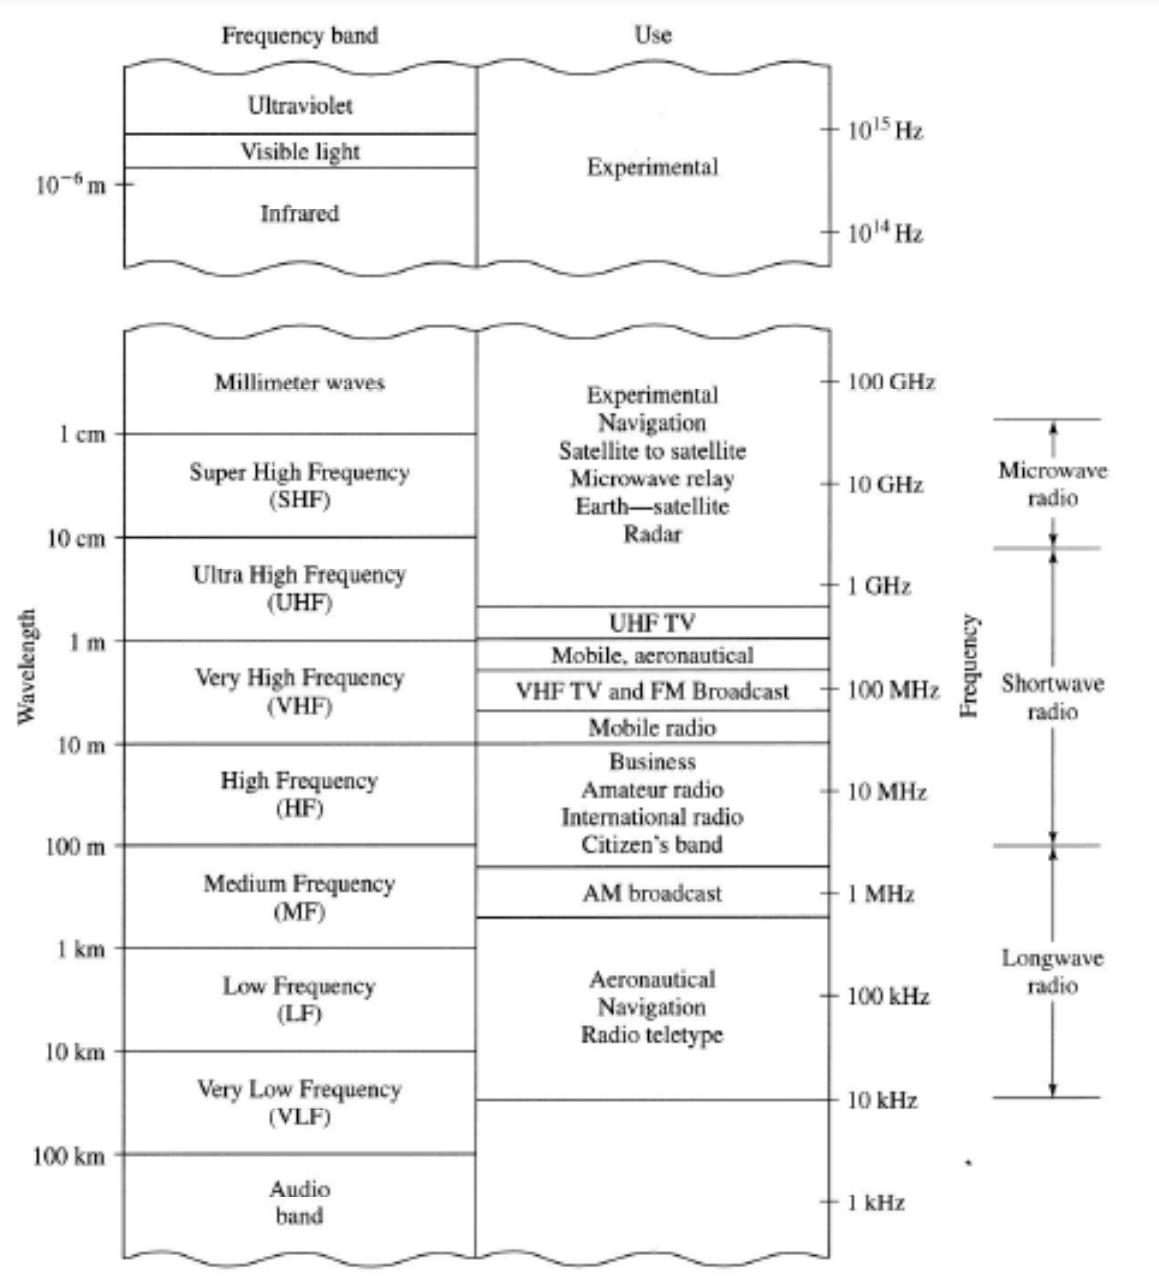 Frequency band
Use
Ultraviolet
Visible light
Infrared
10⁻⁶ m
Experimental
10¹⁵ Hz
10¹⁴ Hz
Millimeter waves
1 cm
Super High Frequency
(SHF)
10 cm
Ultra High Frequency
(UHF)
1 m
Very High Frequency
(VHF)
10 m
High Frequency
(HF)
100 m
Medium Frequency
(MF)
1 km
Low Frequency
(LF)
10 km
Very Low Frequency
(VLF)
100 km
Audio
band
Wavelength
Experimental
Navigation
Satellite to satellite
Microwave relay
Earth—satellite
Radar
UHF TV
Mobile, aeronautical
VHF TV and FM Broadcast
Mobile radio
Business
Amateur radio
International radio
Citizen's band
AM broadcast
Aeronautical
Navigation
Radio teletype
100 GHz
10 GHz
1 GHz
100 MHz
10 MHz
1 MHz
100 kHz
10 kHz
1 kHz
Frequency
Microwave
radio
Shortwave
radio
Longwave
radio